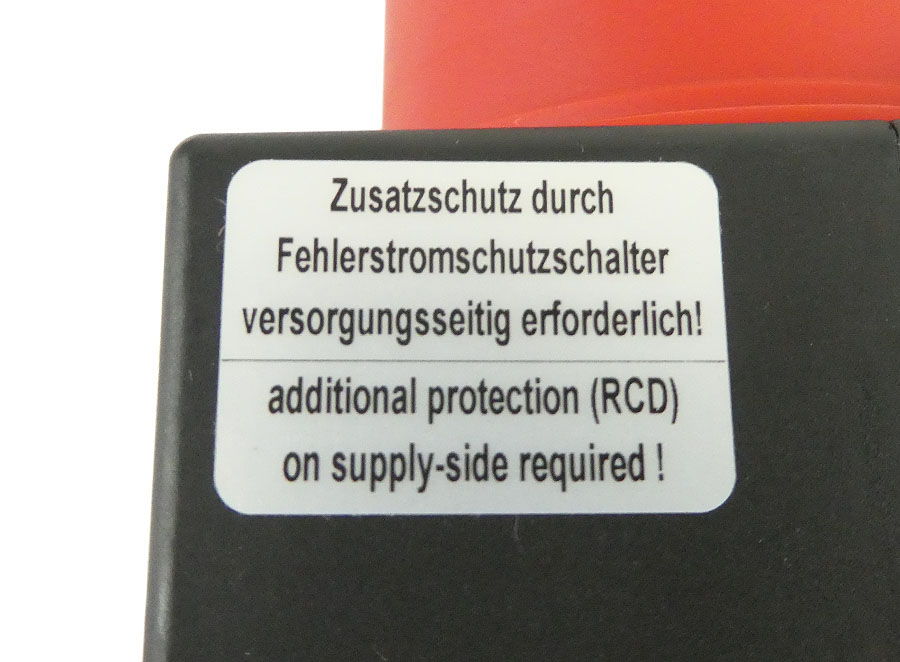 Zusatzschutz durch
Fehlerstromschutzschalter
versorgungsseitig erforderlich!
additional protection (RCD)
on supply-side required !